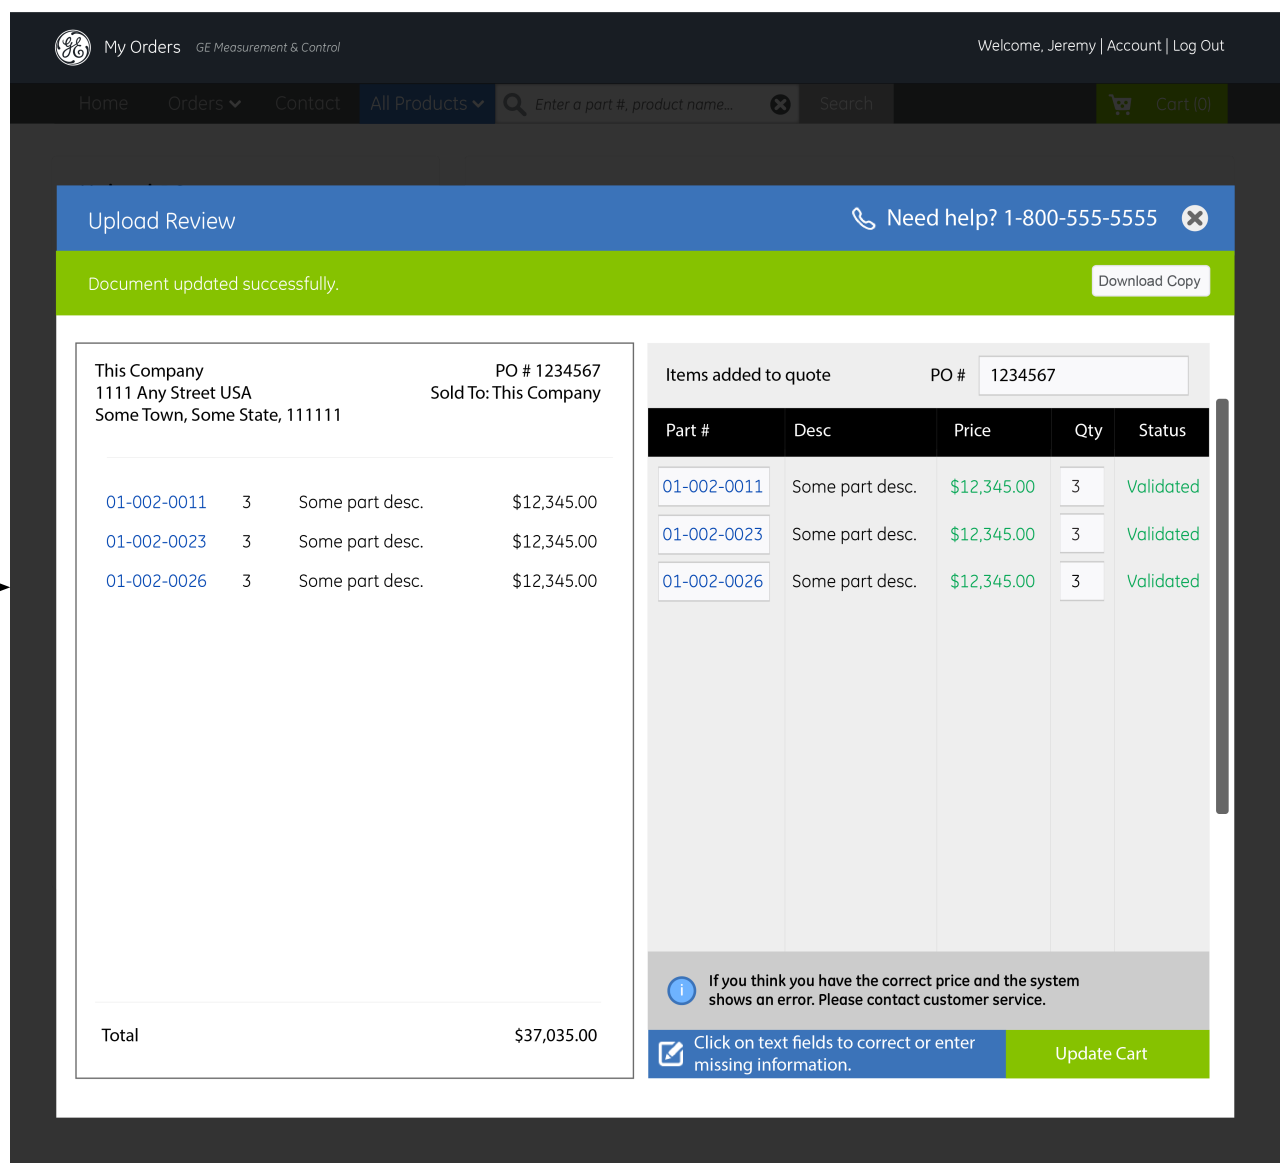 My Orders GE Measurement & Control
Welcome, Jeremy | Account | Log Out
Home Orders Contact All Products Enter a part #, product name... Search Cart (0)
Upload Review
Need help? 1-800-555-5555
Document updated successfully.
Download Copy
This Company PO # 1234567
1111 Any Street USA Sold To: This Company
Some Town, Some State, 111111
01-002-0011 3 Some part desc. $12,345.00
01-002-0023 3 Some part desc. $12,345.00
01-002-0026 3 Some part desc. $12,345.00
Total $37,035.00
Items added to quote PO # 1234567
Part # Desc Price Qty Status
01-002-0011 Some part desc. $12,345.00 3 Validated
01-002-0023 Some part desc. $12,345.00 3 Validated
01-002-0026 Some part desc. $12,345.00 3 Validated
i
If you think you have the correct price and the system
shows an error. Please contact customer service.
Click on text fields to correct or enter
missing information.
Update Cart